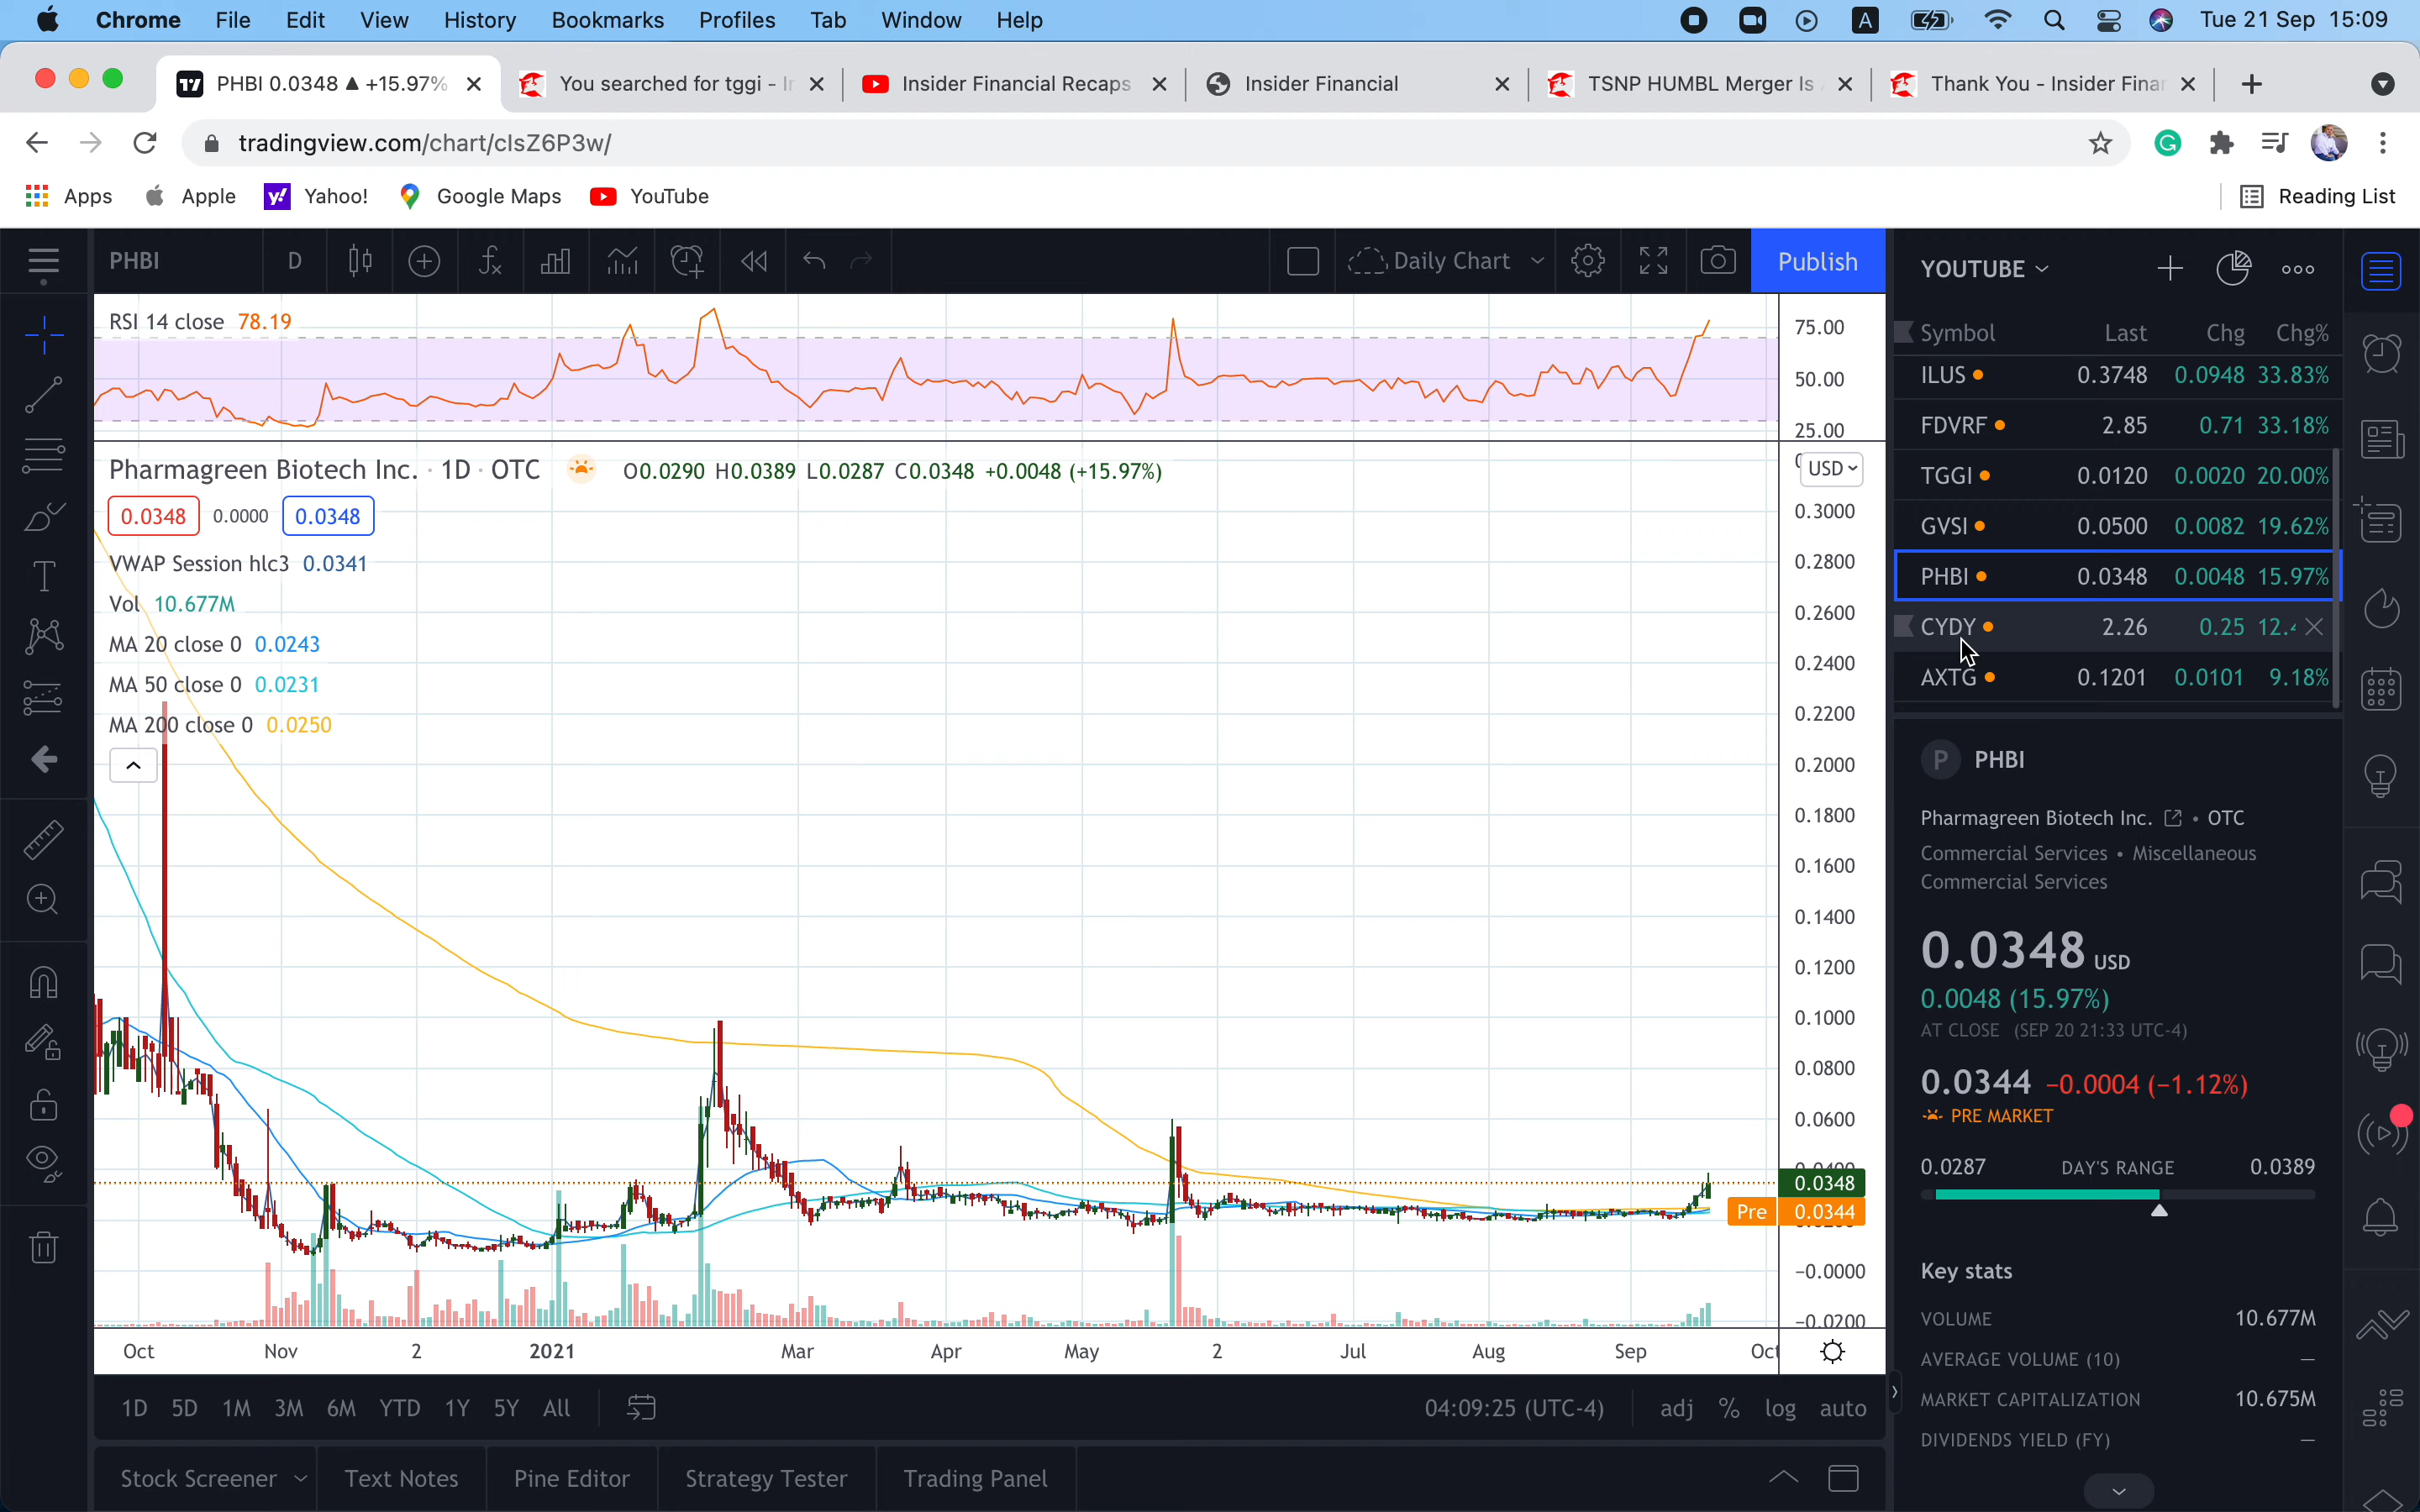 Chrome File Edit View History Bookmarks Profiles Tab Window Help A Tue 21 Sep 15:09
PHBI 0.0348 ▲ +15.97% You searched for tggi - Insider Financial Recaps Insider Financial TSNP HUMBL Merger Is Thank You - Insider Finan
tradingview.com/chart/clsZ6P3w/
Apps Apple Yahoo! Google Maps YouTube Reading List
PHBI D Daily Chart Publish
RSI 14 close 78.19
75.00
50.00
25.00
Pharmagreen Biotech Inc. · 1D · OTC O0.0290 H0.0389 L0.0287 C0.0348 +0.0048 (+15.97%)
USD
0.0348 0.0000 0.0348
VWAP Session hlc3 0.0341
Vol 10.677M
MA 20 close 0 0.0243
MA 50 close 0 0.0231
MA 200 close 0 0.0250
0.3000
0.2800
0.2600
0.2400
0.2200
0.2000
0.1800
0.1600
0.1400
0.1200
0.1000
0.0800
0.0600
0.0348
Pre 0.0344
−0.0000
−0.0200
Oct Nov 2 2021 Mar Apr May 2 Jul Aug Sep Oct
1D 5D 1M 3M 6M YTD 1Y 5Y All 04:09:25 (UTC-4) adj % log auto
Stock Screener Text Notes Pine Editor Strategy Tester Trading Panel
YOUTUBE
Symbol Last Chg Chg%
ILUS 0.3748 0.0948 33.83%
FDVRF 2.85 0.71 33.18%
TGGI 0.0120 0.0020 20.00%
GVSI 0.0500 0.0082 19.62%
PHBI 0.0348 0.0048 15.97%
CYDY 2.26 0.25 12.4
AXTG 0.1201 0.0101 9.18%
P PHBI
Pharmagreen Biotech Inc. • OTC
Commercial Services • Miscellaneous
Commercial Services
0.0348 USD
0.0048 (15.97%)
AT CLOSE (SEP 20 21:33 UTC-4)
0.0344 −0.0004 (−1.12%)
PRE MARKET
0.0287 DAY'S RANGE 0.0389
Key stats
VOLUME 10.677M
AVERAGE VOLUME (10) —
MARKET CAPITALIZATION 10.675M
DIVIDENDS YIELD (FY) —